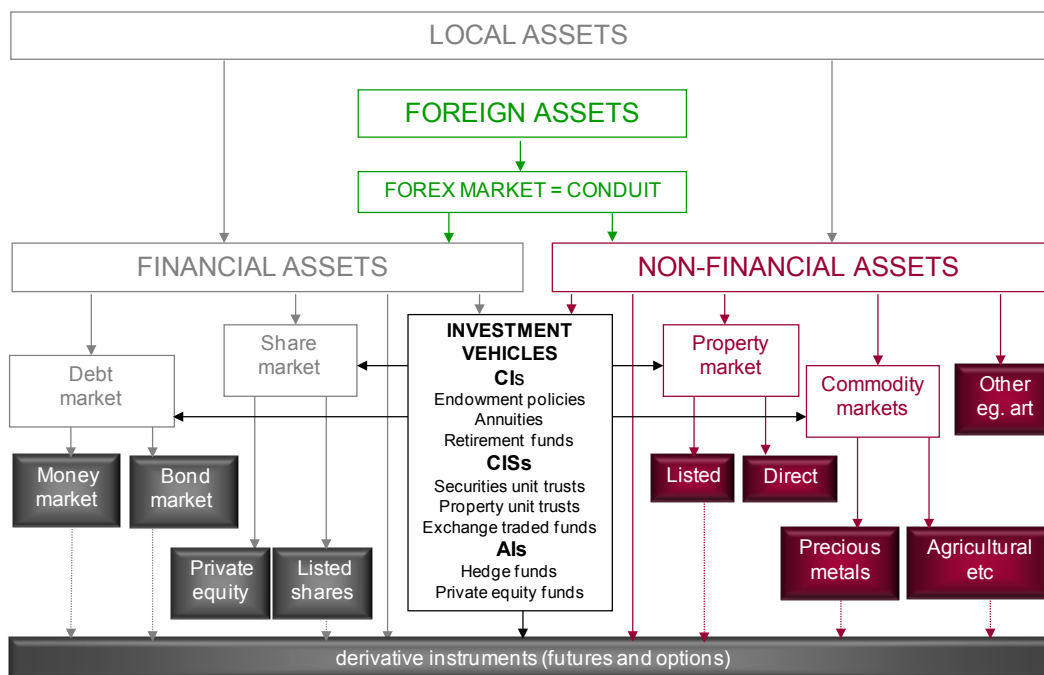 LOCAL ASSETS
FOREIGN ASSETS
FOREX MARKET = CONDUIT
FINANCIAL ASSETS
NON-FINANCIAL ASSETS
Debt
market
Share
market
INVESTMENT
VEHICLES
CIs
Endowment policies
Annuities
Retirement funds
CISs
Securities unit trusts
Property unit trusts
Exchange traded funds
AIs
Hedge funds
Private equity funds
Property
market
Commodity
markets
Other
eg. art
Money
market
Bond
market
Listed
Direct
Private
equity
Listed
shares
Precious
metals
Agricultural
etc
derivative instruments (futures and options)